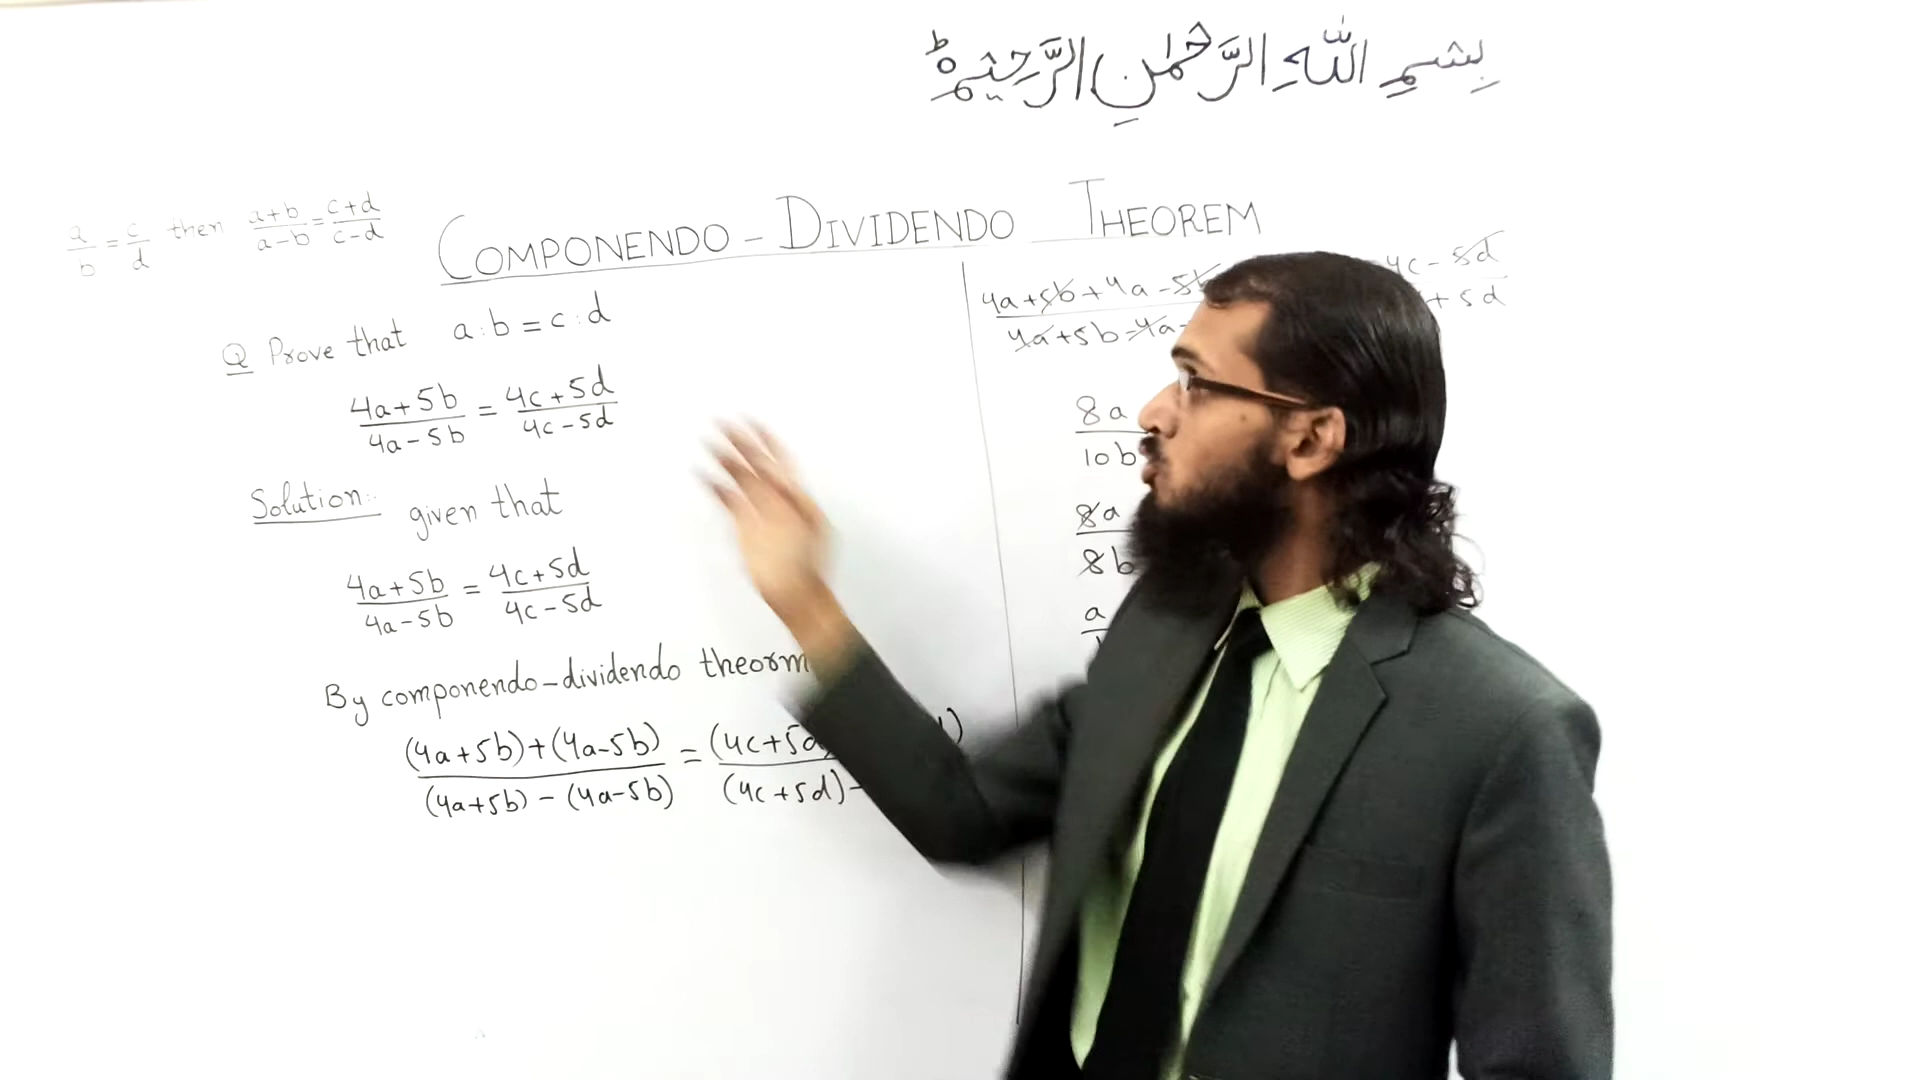 بِسْمِ اللّٰهِ الرَّحْمٰنِ الرَّحِيْمِ ط
a/b = c/d then (a+b)/(a-b) = (c+d)/(c-d)
COMPONENDO - DIVIDENDO THEOREM
Q Prove that a:b = c:d
(4a+5b)/(4a-5b) = (4c+5d)/(4c-5d)
Solution:. given that
(4a+5b)/(4a-5b) = (4c+5d)/(4c-5d)
By componendo-dividendo theorm
(4a+5b)+(4a-5b) = (4c+5d
(4a+5b) - (4a-5b) (4c+5d)-
4a+5b+4a-5b 4c-5d
4a+5b-4a- +5d
8a
10b
8a
8b
a